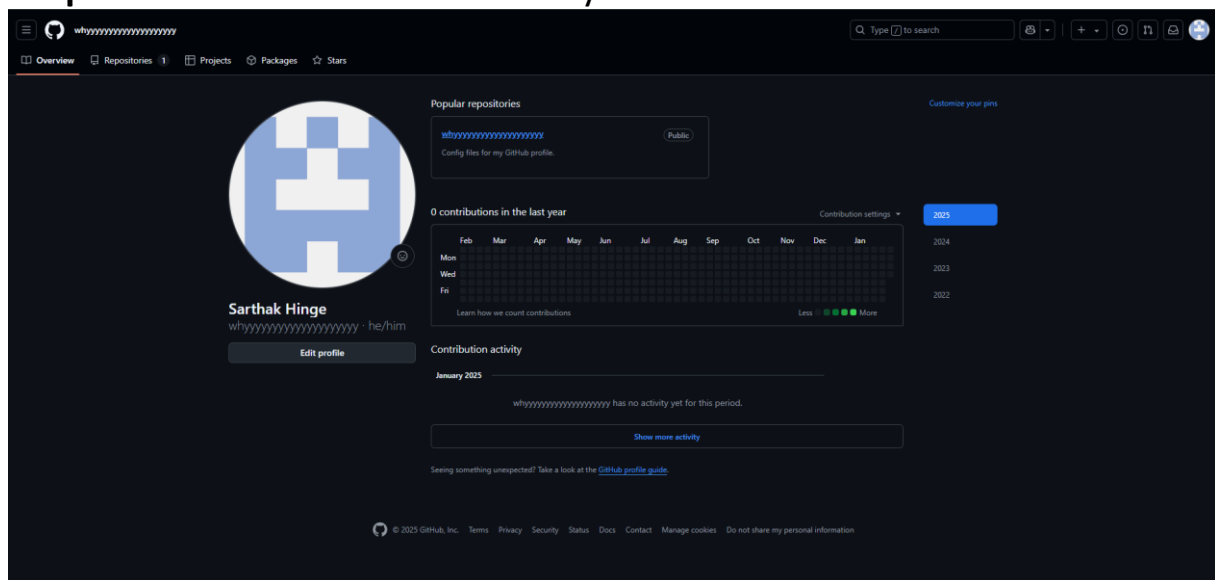 whyyyyyyyyyyyyyyyyyyyy
Type / to search
Overview
Repositories 1
Projects
Packages
Stars
Popular repositories
Customize your pins
whyyyyyyyyyyyyyyyyyyyy
Public
Config files for my GitHub profile.
0 contributions in the last year
Contribution settings
2025
2024
2023
2022
Feb Mar Apr May Jun Jul Aug Sep Oct Nov Dec Jan
Mon
Wed
Fri
Learn how we count contributions
Less More
Sarthak Hinge
whyyyyyyyyyyyyyyyyyyyy · he/him
Edit profile
Contribution activity
January 2025
whyyyyyyyyyyyyyyyyyyyy has no activity yet for this period.
Show more activity
Seeing something unexpected? Take a look at the GitHub profile guide.
© 2025 GitHub, Inc. Terms Privacy Security Status Docs Contact Manage cookies Do not share my personal information